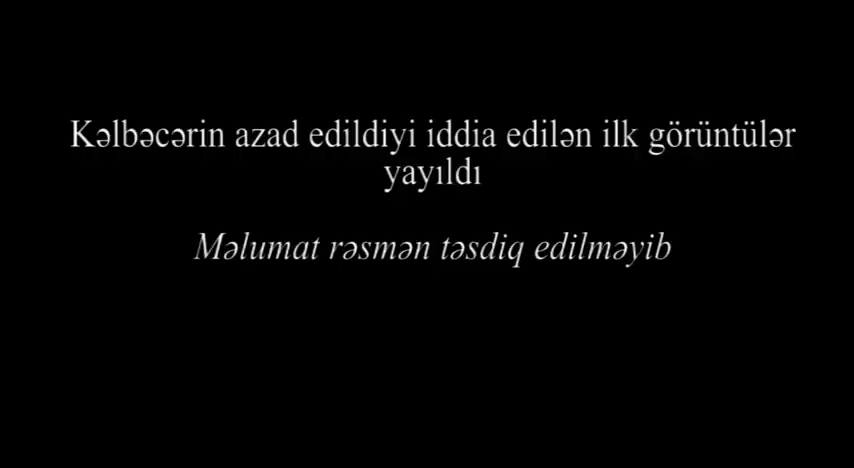 Kəlbəcərin azad edildiyi iddia edilən ilk görüntülər
yayıldı
Məlumat rəsmən təsdiq edilməyib